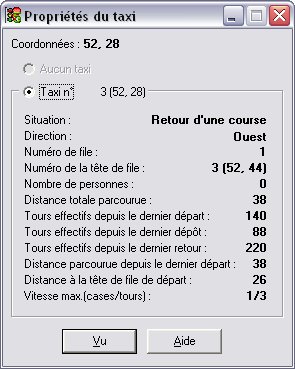 Propriétés du taxi
Coordonnées : 52, 28
Aucun taxi
Taxi n° 3 (52, 28)
Situation : Retour d'une course
Direction : Ouest
Numéro de file : 1
Numéro de la tête de file : 3 (52, 44)
Nombre de personnes : 0
Distance totale parcourue : 38
Tours effectifs depuis le dernier départ : 140
Tours effectifs depuis le dernier dépôt : 88
Tours effectifs depuis le dernier retour : 220
Distance parcourue depuis le dernier départ : 38
Distance à la tête de file de départ : 26
Vitesse max.(cases/tours) : 1/3
Vu Aide